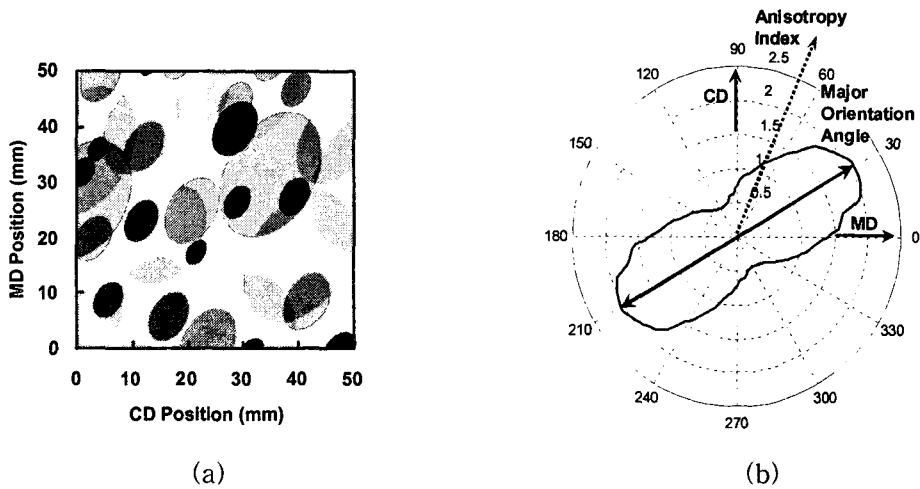 50
40
30
20
10
0
MD Position (mm)
0 10 20 30 40 50
CD Position (mm)
(a)
Anisotropy
Index
90
2.5
60
120
CD
2
Major
Orientation
Angle
1.5
150
30
1
0.5
180
MD
0
210
330
240
300
270
(b)